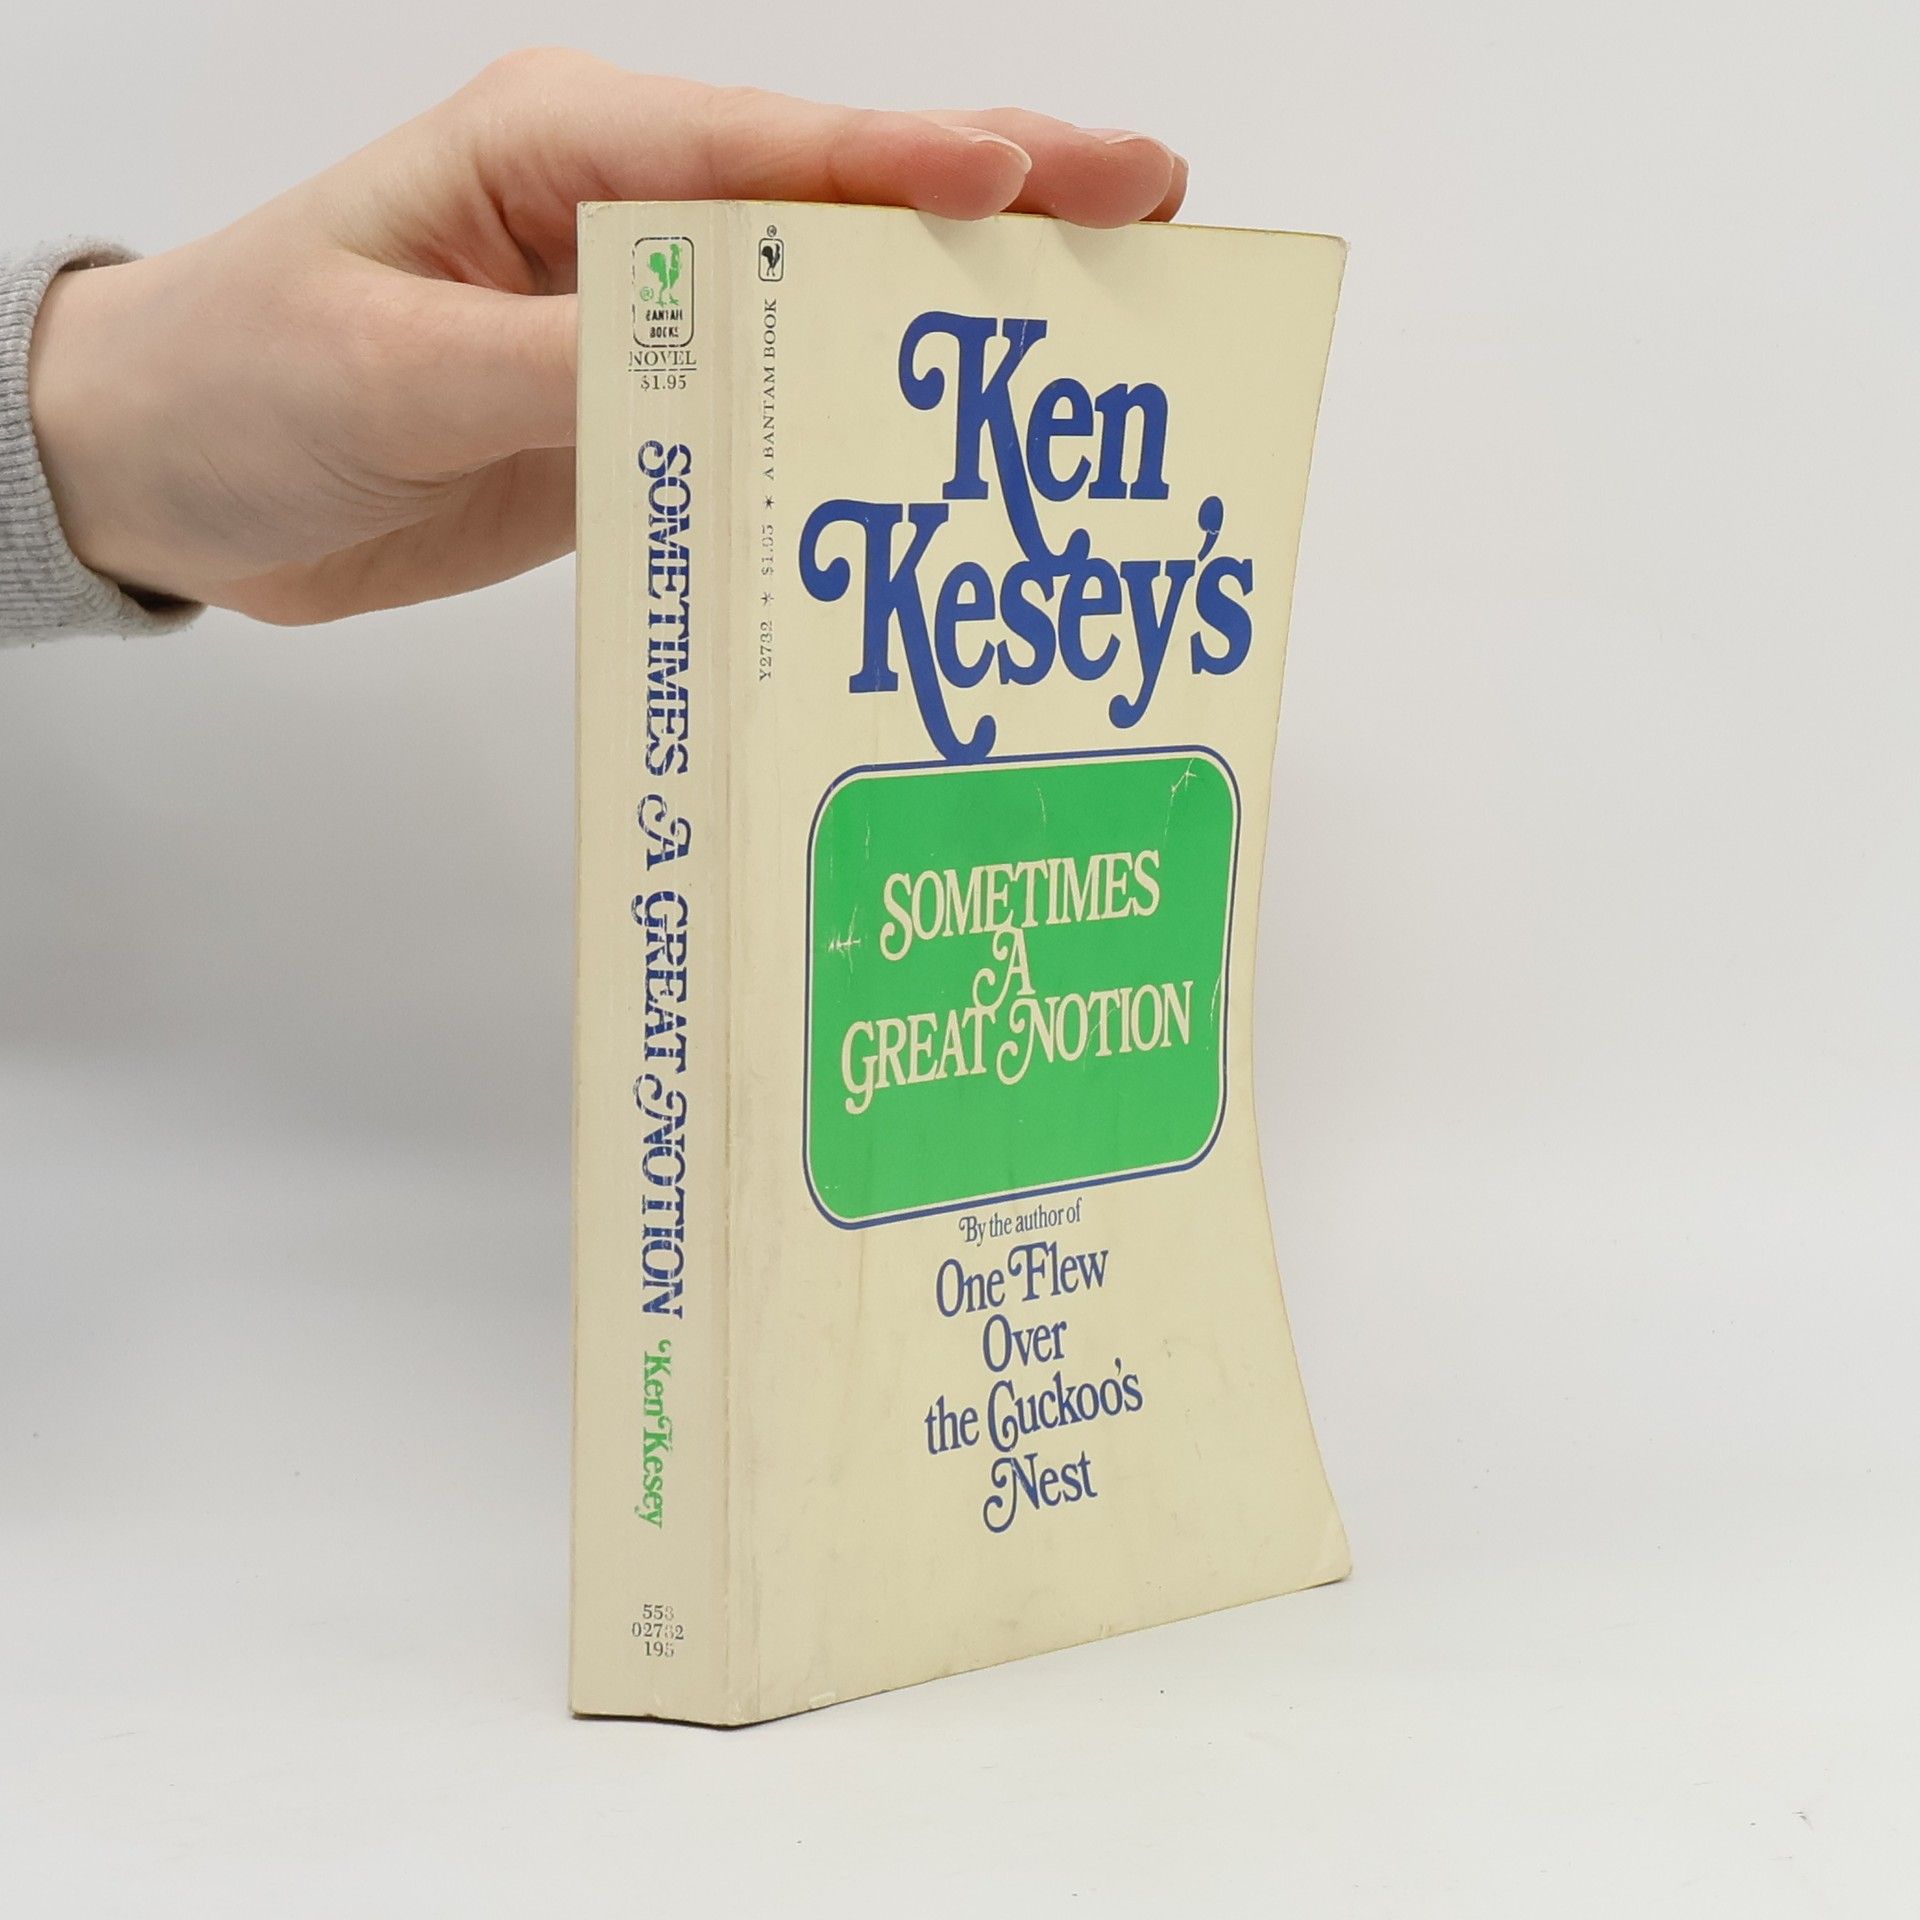 BANTAM
BOOKS
NOVEL
$1.95
SOMETIMES A GREAT NOTION Ken Kesey
553
02732
195
Y2732 * $1.95 * A BANTAM BOOK
Ken
Kesey's
SOMETIMES
A
GREAT NOTION
By the author of
One Flew
Over
the Cuckoo's
Nest